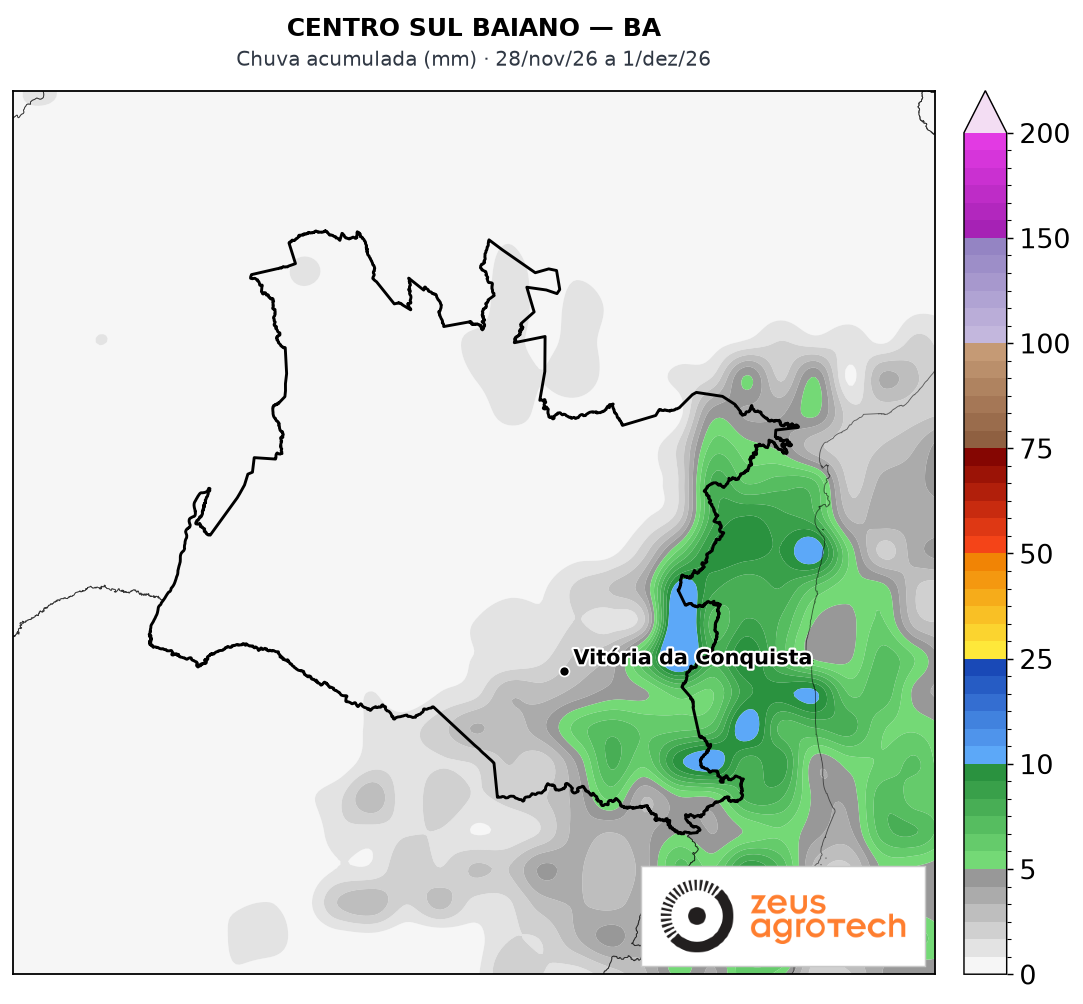 CENTRO SUL BAIANO — BA
Chuva acumulada (mm) · 28/nov/26 a 1/dez/26
200
150
100
75
50
25
10
5
0
Vitória da Conquista
zeus
agrotech